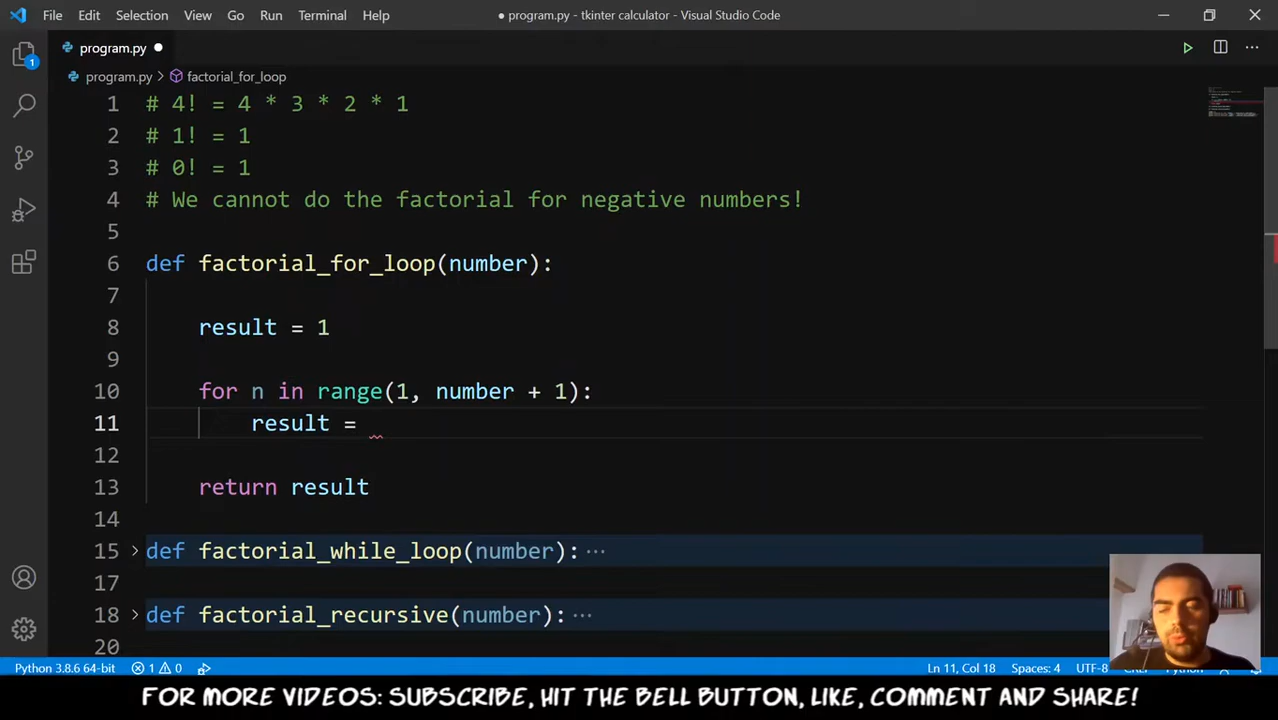 File Edit Selection View Go Run Terminal Help ● program.py - tkinter calculator - Visual Studio Code
program.py ●
program.py > factorial_for_loop
1 # 4! = 4 * 3 * 2 * 1
2 # 1! = 1
3 # 0! = 1
4 # We cannot do the factorial for negative numbers!
5
6 def factorial_for_loop(number):
7
8 result = 1
9
10 for n in range(1, number + 1):
11 result =
12
13 return result
14
15 def factorial_while_loop(number): ...
17
18 def factorial_recursive(number): ...
20
1
Python 3.8.6 64-bit 1 0 Ln 11, Col 18 Spaces: 4 UTF-8
FOR MORE VIDEOS: SUBSCRIBE, HIT THE BELL BUTTON, LIKE, COMMENT AND SHARE!